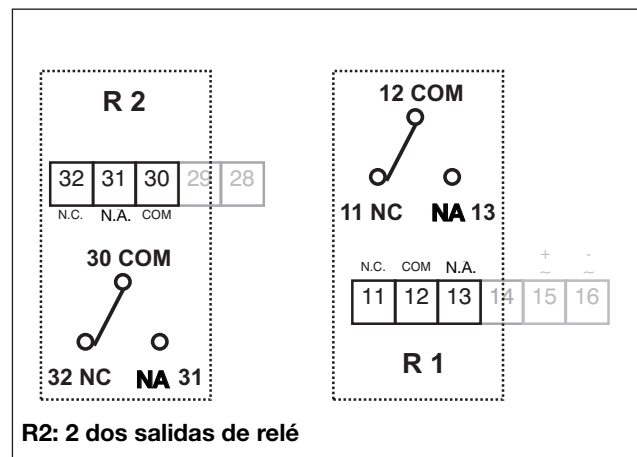 R 2
32 31 30 29 28
N.C. N.A. COM
30 COM
32 NC NA 31
12 COM
11 NC NA 13
+ -
~ ~
N.C. COM N.A.
11 12 13 14 15 16
R 1
R2: 2 dos salidas de relé